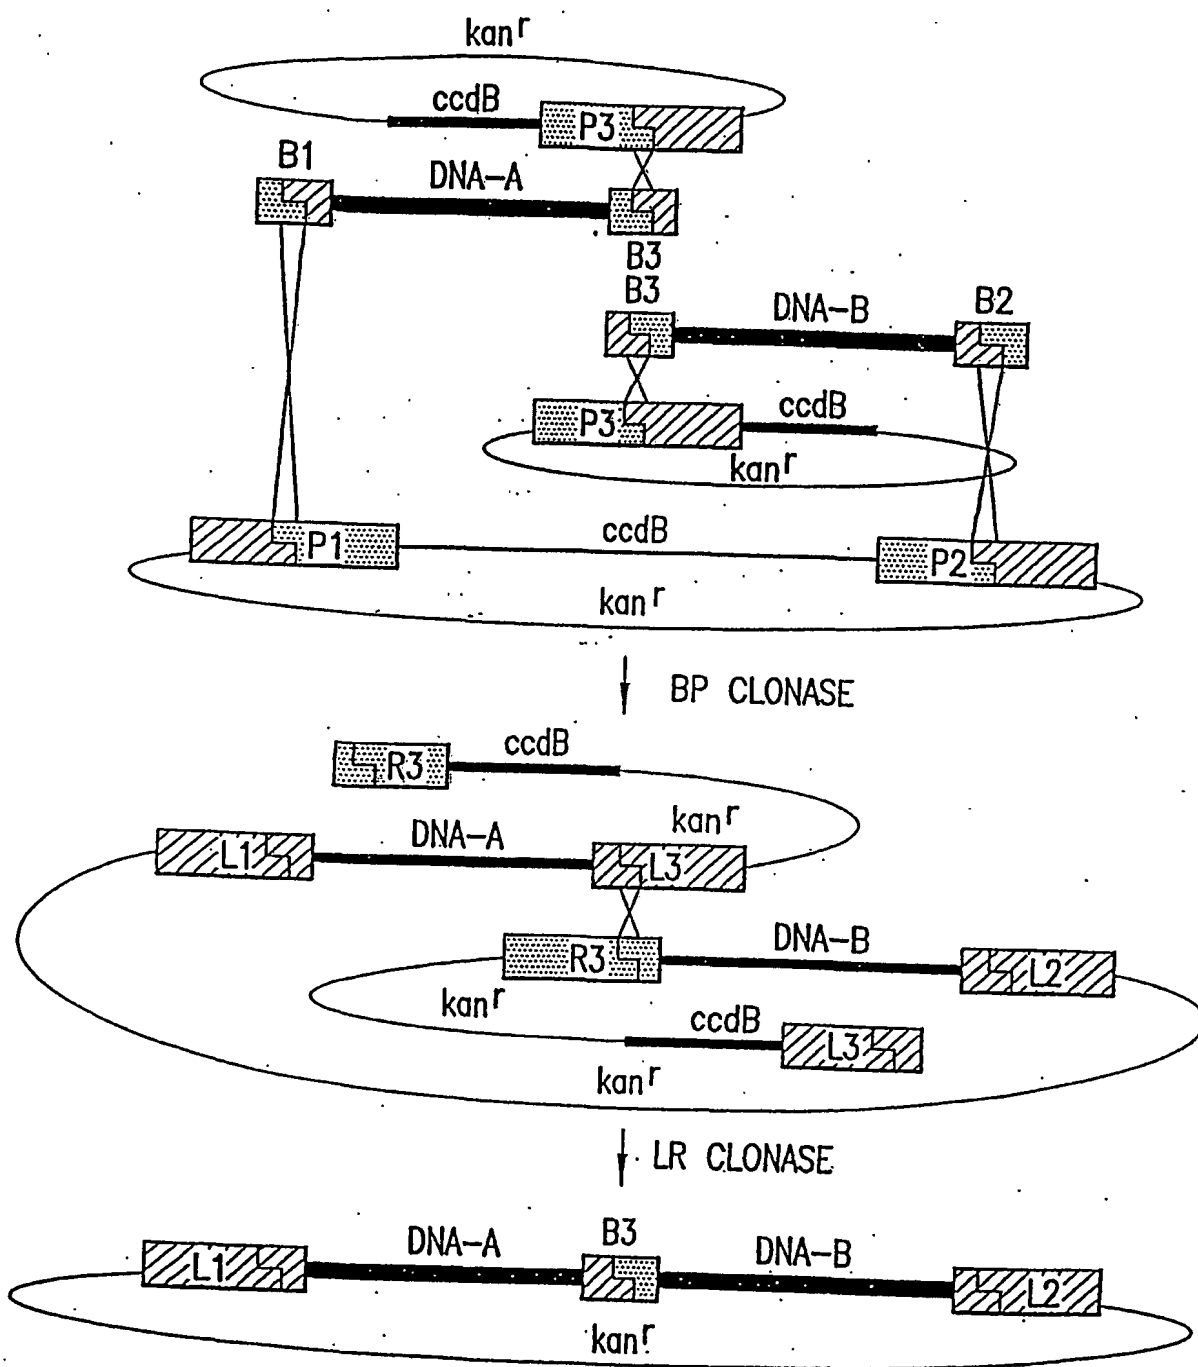 kanr
ccdB
P3
B1
DNA-A
B3
B3
DNA-B
B2
P3
ccdB
kanr
P1
ccdB
P2
kanr
BP CLONASE
R3
ccdB
kanr
L1
DNA-A
L3
R3
DNA-B
L2
kanr
ccdB
L3
kanr
LR CLONASE
L1
DNA-A
B3
DNA-B
L2
kanr